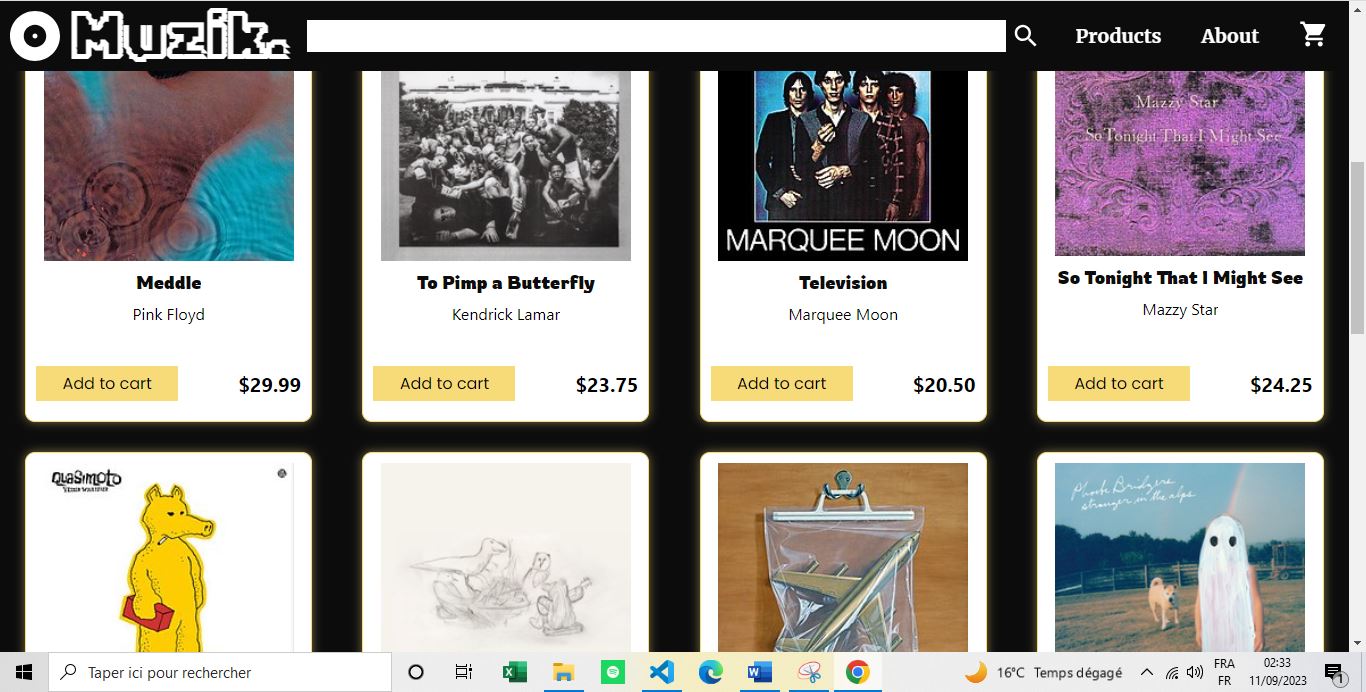 Muzik.
Products
About
Mazzy Star
So Tonight That I Might See
MARQUEE MOON
Meddle
To Pimp a Butterfly
Television
So Tonight That I Might See
Pink Floyd
Kendrick Lamar
Marquee Moon
Mazzy Star
Add to cart
$29.99
Add to cart
$23.75
Add to cart
$20.50
Add to cart
$24.25
QUASIMOTO
Phoebe Bridgers
stranger in the alps
Taper ici pour rechercher
16°C Temps dégagé
FRA
FR
02:33
11/09/2023
1